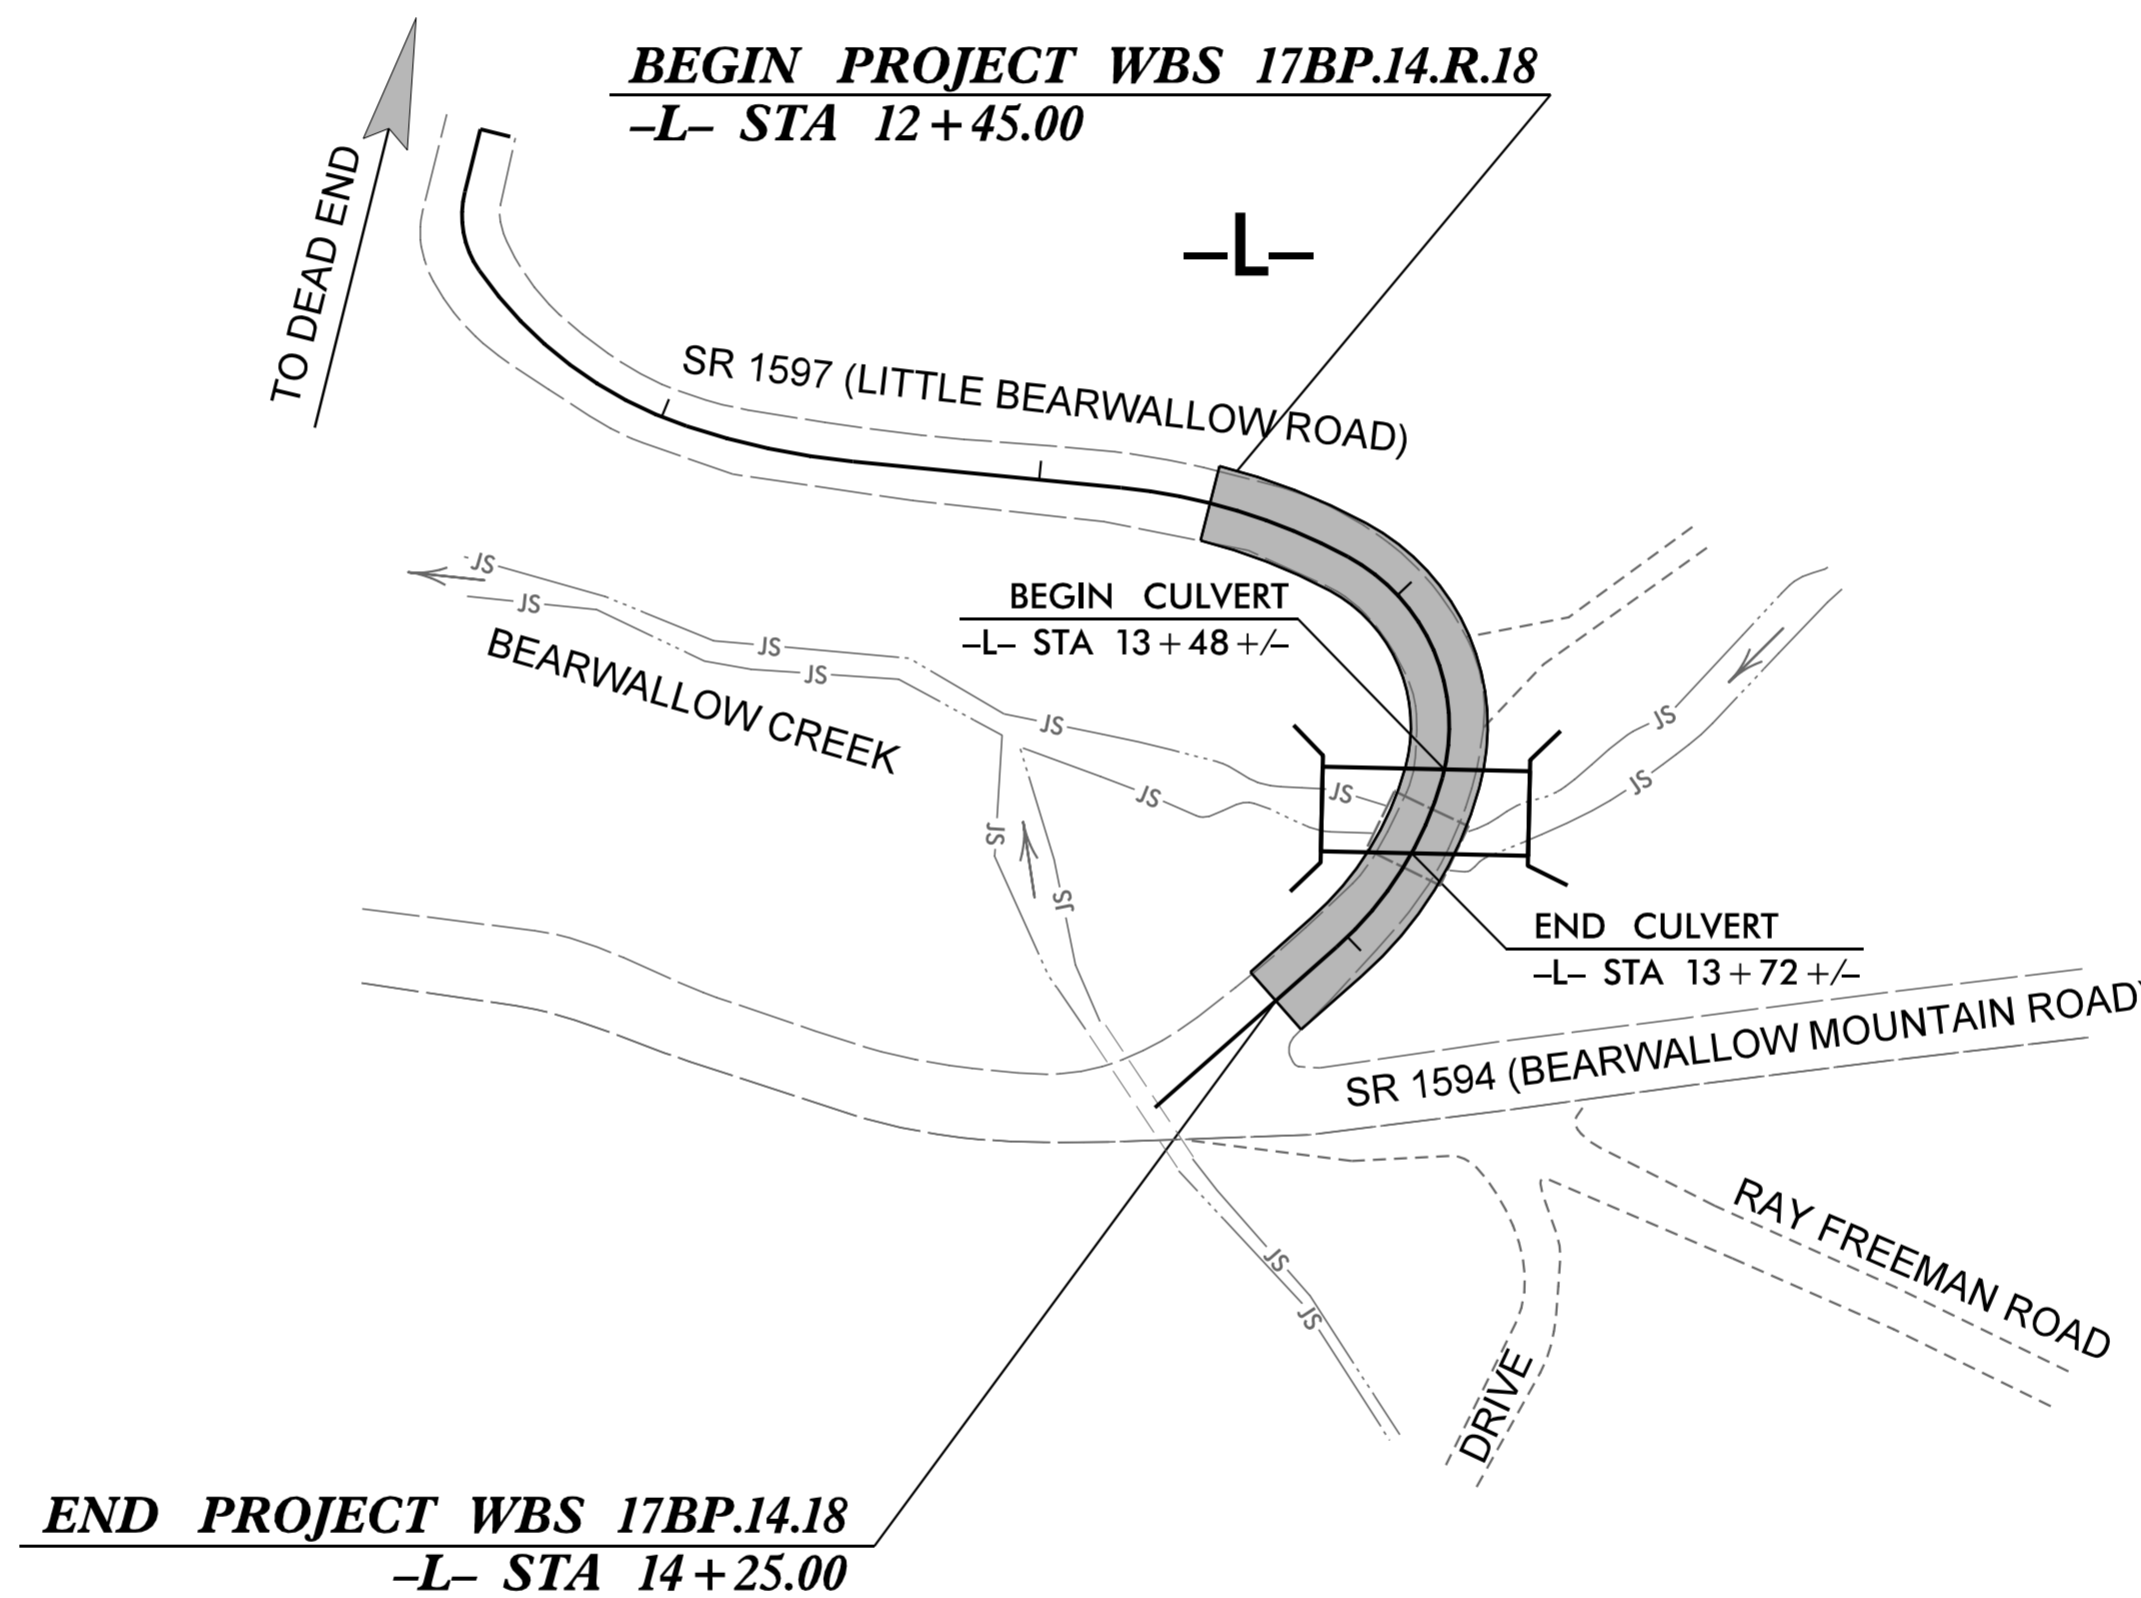 BEGIN PROJECT WBS 17BP.14.R.18
–L– STA 12+45.00
TO DEAD END
–L–
SR 1597 (LITTLE BEARWALLOW ROAD)
JS
JS
BEGIN CULVERT
–L– STA 13+48 +/–
JS
JS
BEARWALLOW CREEK
JS
JS
JS
JS
JS
JS
JS
END CULVERT
–L– STA 13+72 +/–
SR 1594 (BEARWALLOW MOUNTAIN ROAD)
RAY FREEMAN ROAD
JS
JS
DRIVE
END PROJECT WBS 17BP.14.18
–L– STA 14+25.00